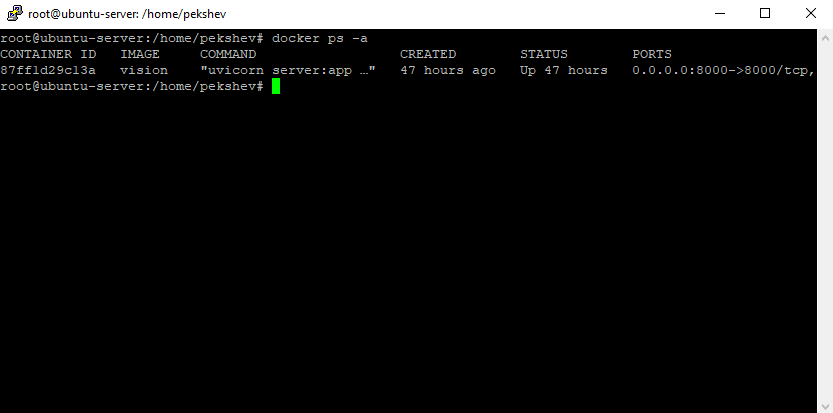 root@ubuntu-server: /home/pekshev
root@ubuntu-server:/home/pekshev# docker ps -a
CONTAINER ID   IMAGE     COMMAND                  CREATED        STATUS        PORTS
87ff1d29c13a   vision    "uvicorn server:app …"   47 hours ago   Up 47 hours   0.0.0.0:8000->8000/tcp,
root@ubuntu-server:/home/pekshev#